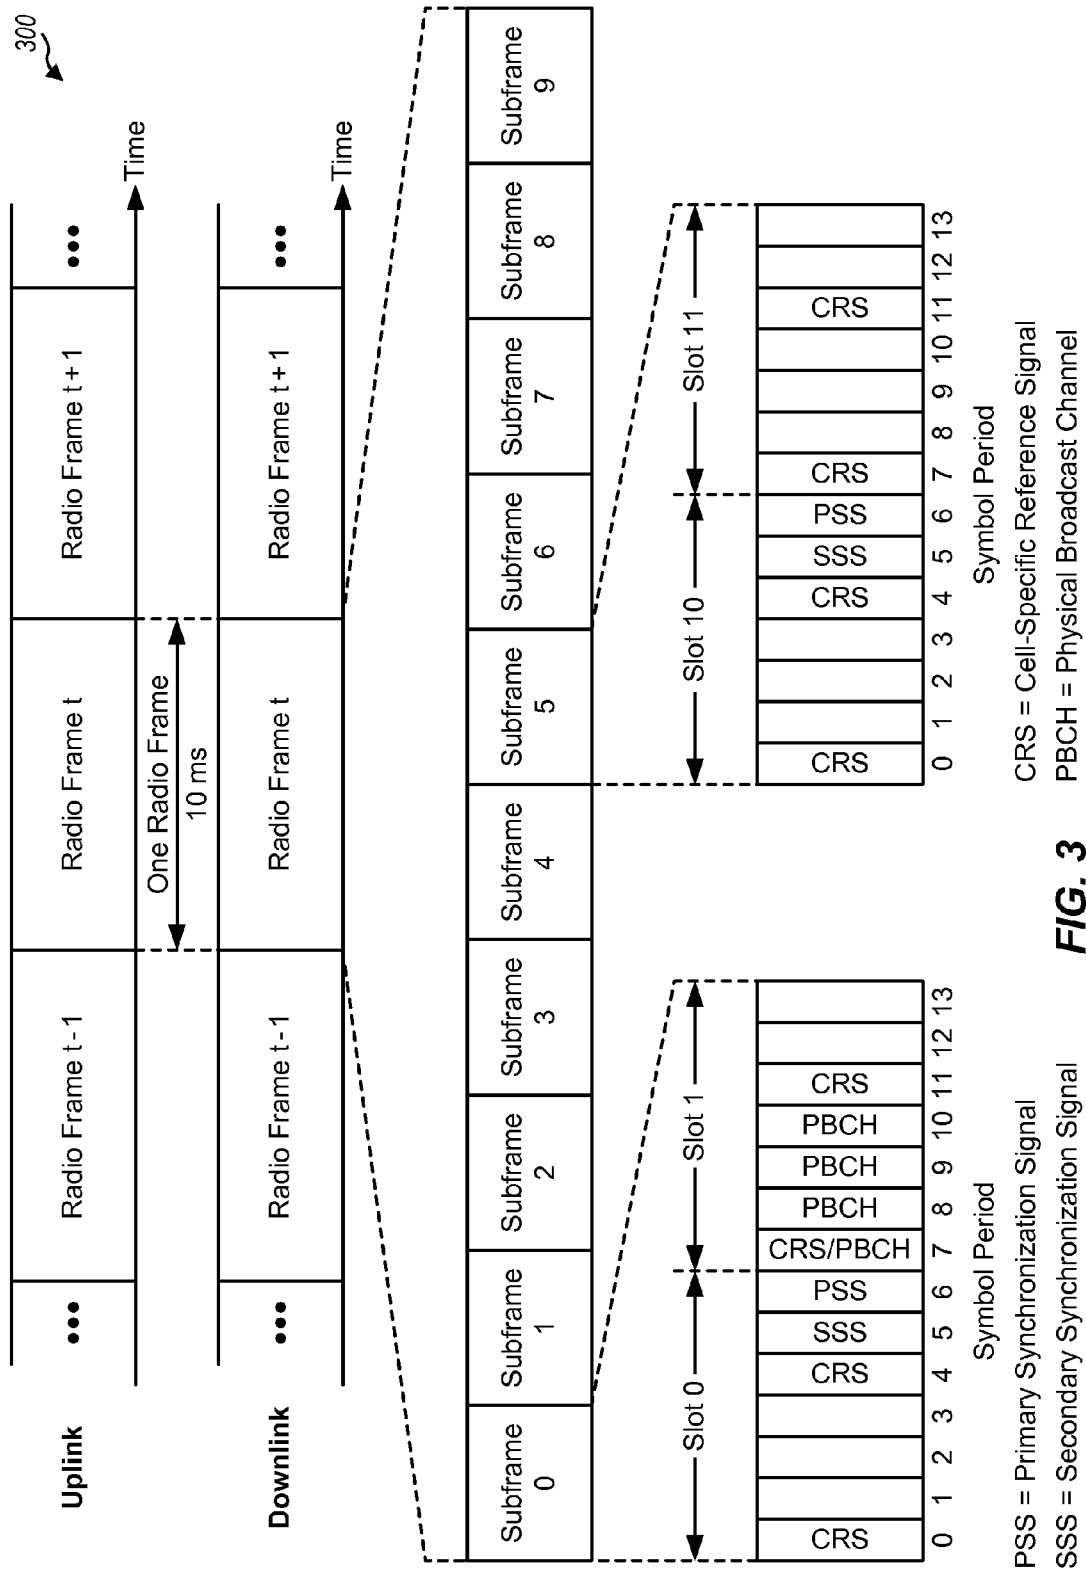 300
Uplink
••• Radio Frame t - 1 Radio Frame t Radio Frame t + 1 •••
Time
One Radio Frame
10 ms
Downlink
••• Radio Frame t - 1 Radio Frame t Radio Frame t + 1 •••
Time
Subframe 0
Subframe 1
Subframe 2
Subframe 3
Subframe 4
Subframe 5
Subframe 6
Subframe 7
Subframe 8
Subframe 9
Slot 0 Slot 1
CRS CRS SSS PSS CRS/PBCH PBCH PBCH PBCH CRS
0 1 2 3 4 5 6 7 8 9 10 11 12 13
Symbol Period
Slot 10 Slot 11
CRS CRS SSS PSS CRS CRS
0 1 2 3 4 5 6 7 8 9 10 11 12 13
Symbol Period
PSS = Primary Synchronization Signal
SSS = Secondary Synchronization Signal
CRS = Cell-Specific Reference Signal
PBCH = Physical Broadcast Channel
FIG. 3